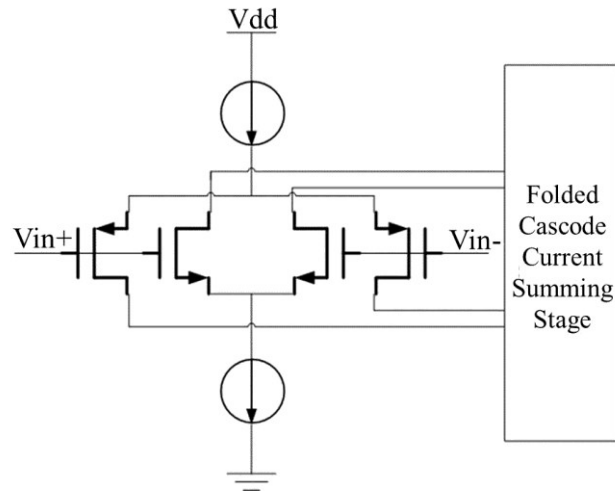 Vdd
Vin+
Vin-
Folded
Cascode
Current
Summing
Stage